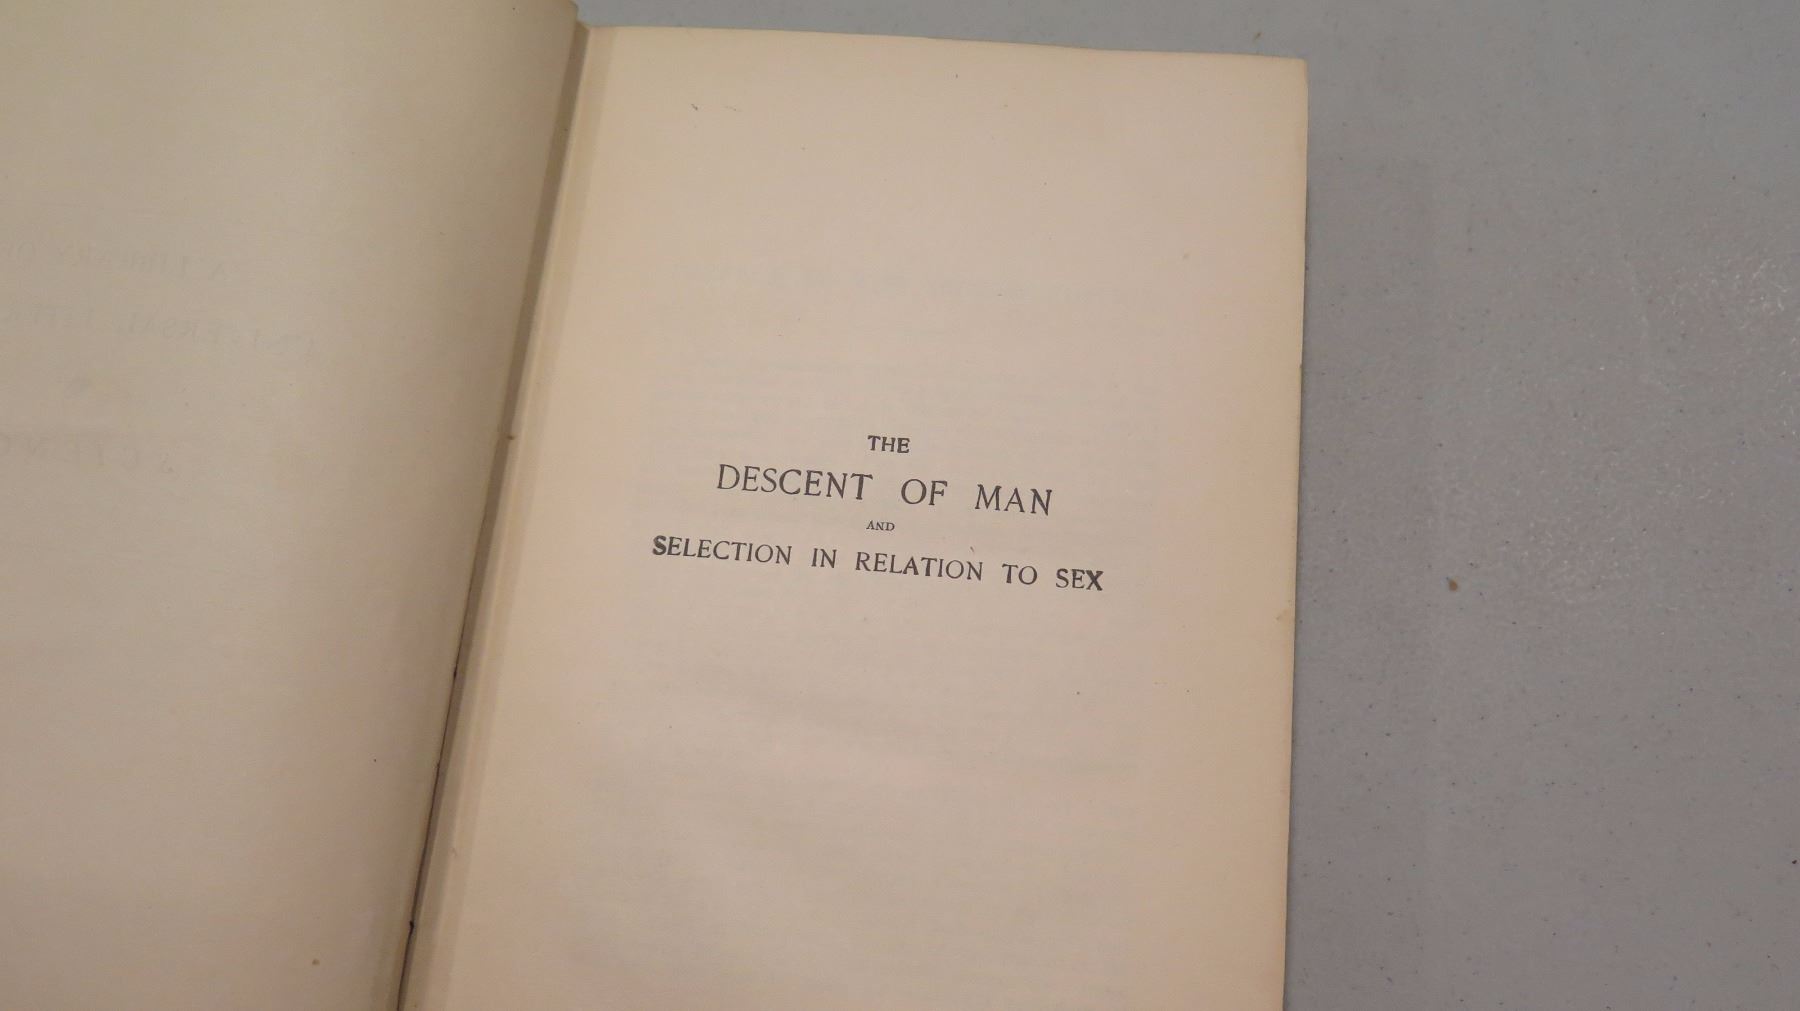 THE
DESCENT OF MAN
AND
SELECTION IN RELATION TO SEX